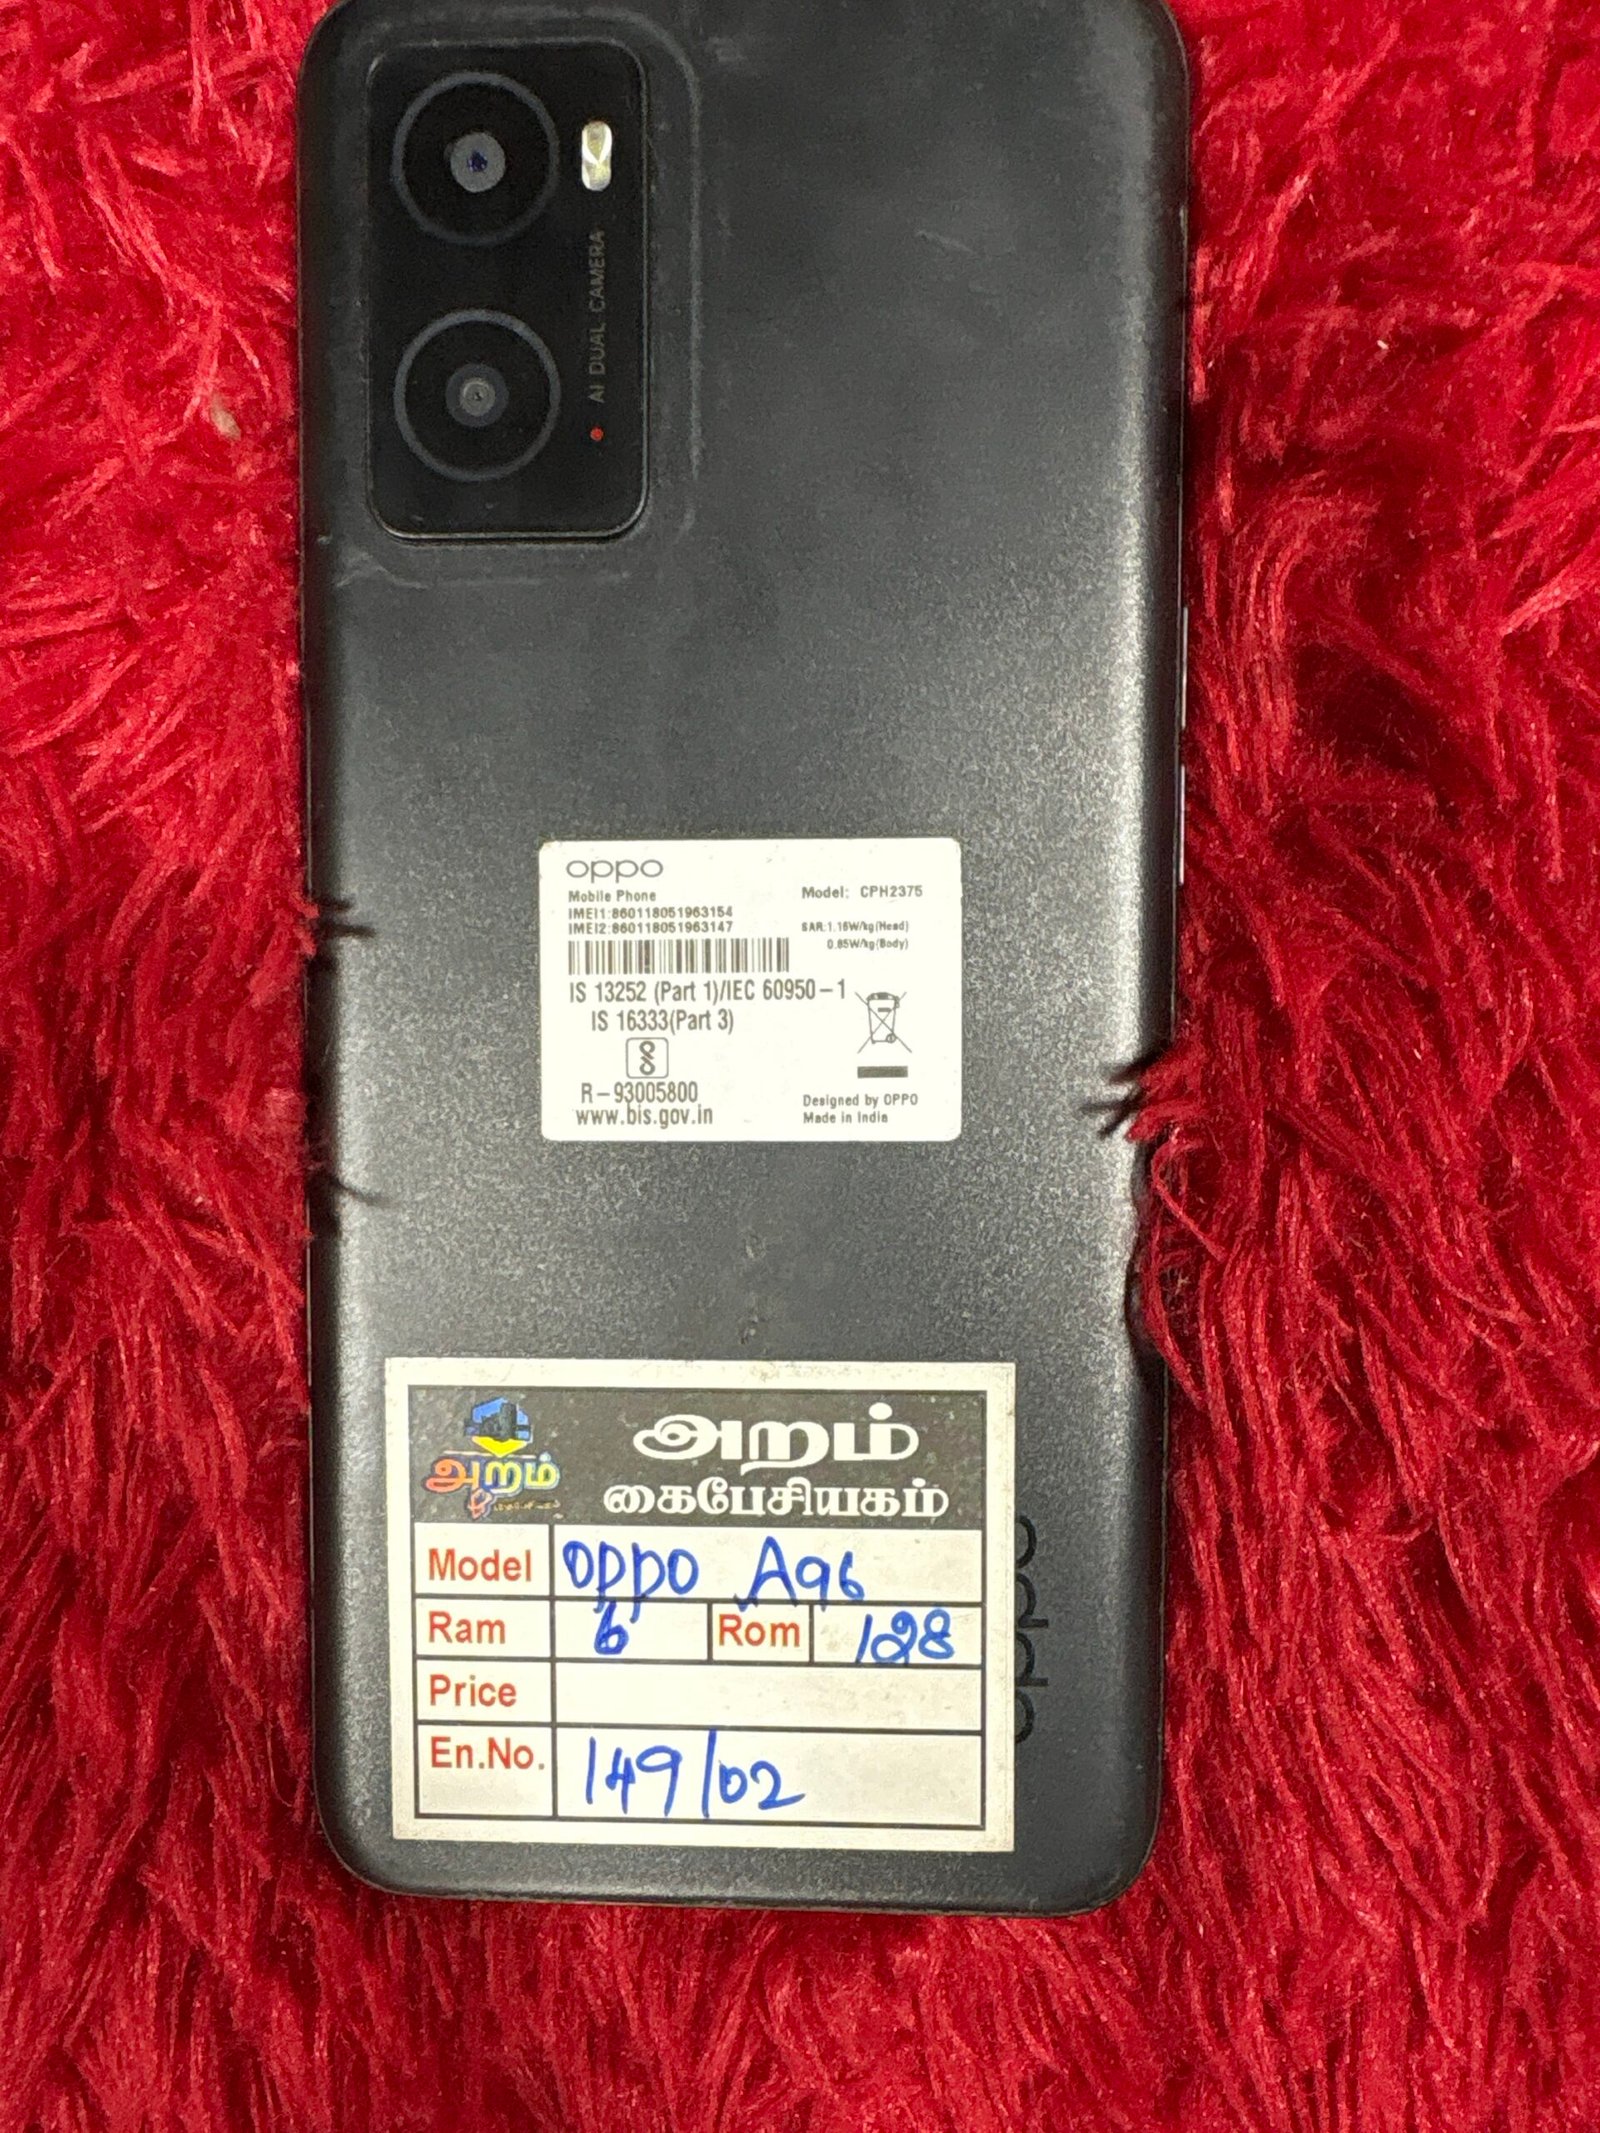 AI DUAL CAMERA
oppo
Mobile Phone
Model: CPH2375
IMEI1:860118051963154
IMEI2:860118051963147
SAR:1.16W/kg(Head)
0.85W/kg(Body)
IS 13252 (Part 1)/IEC 60950-1
IS 16333(Part 3)
R-93005800
www.bis.gov.in
Designed by OPPO
Made in India
அறம்
அறம்
கைபேசியகம்
Model OPPO A96
Ram 6 Rom 128
Price
En.No. 149/02
oppo